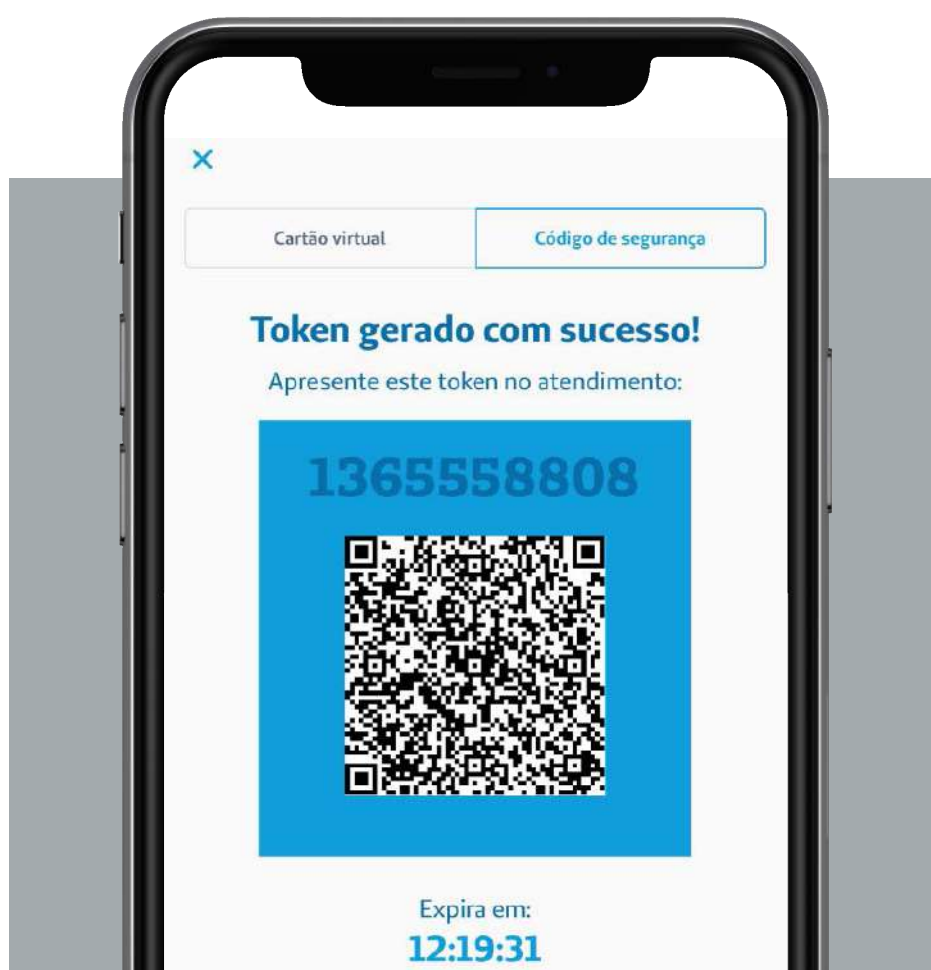 Cartão virtual
Código de segurança
Token gerado com sucesso!
Apresente este token no atendimento:
1365558808
Expira em:
12:19:31